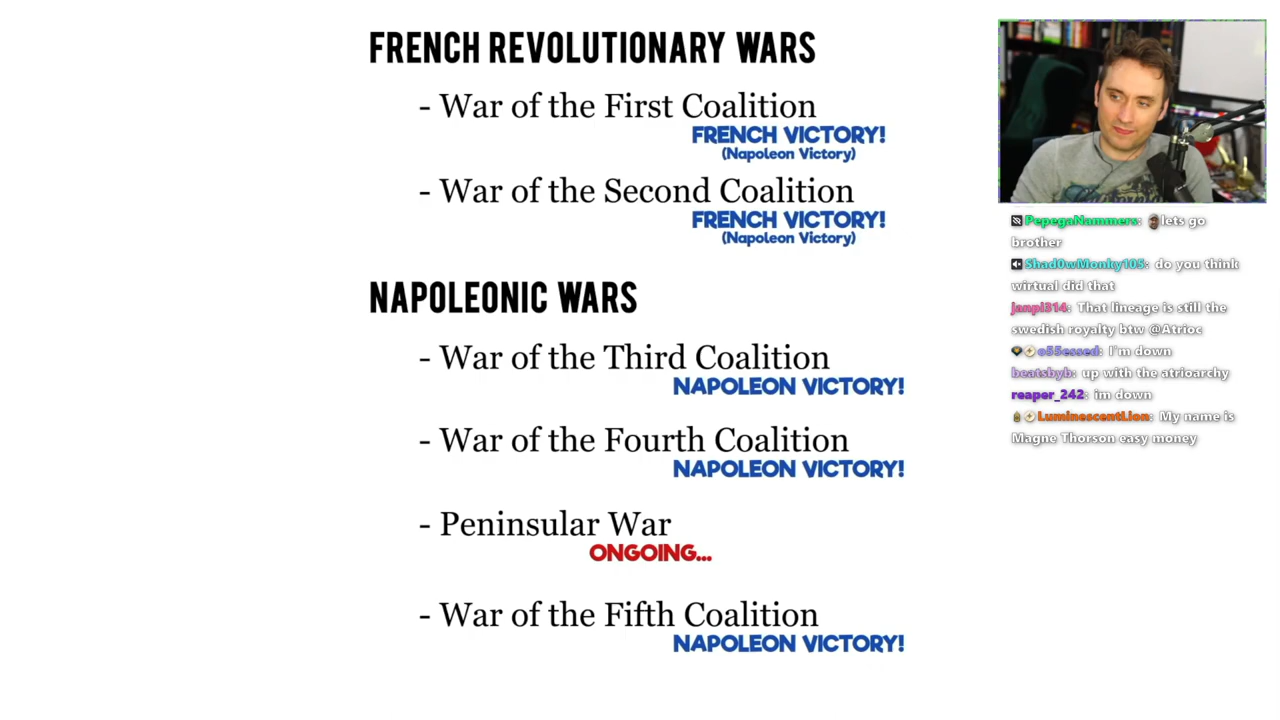 FRENCH REVOLUTIONARY WARS
- War of the First Coalition
FRENCH VICTORY!
(Napoleon Victory)
- War of the Second Coalition
FRENCH VICTORY!
(Napoleon Victory)
NAPOLEONIC WARS
- War of the Third Coalition
NAPOLEON VICTORY!
- War of the Fourth Coalition
NAPOLEON VICTORY!
- Peninsular War
ONGOING...
- War of the Fifth Coalition
NAPOLEON VICTORY!
PepegaNammers: lets go
brother
Shad0wMonky105: do you think
wirtual did that
janpi314: That lineage is still the
swedish royalty btw @Atrioc
o55essed: I'm down
beatsbyb: up with the atrioarchy
reaper_242: im down
LuminescentLion: My name is
Magne Thorson easy money